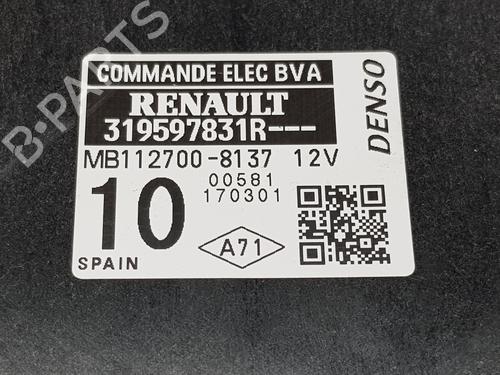 COMMANDE ELEC BVA
RENAULT
319597831R---
MB112700-8137 12V
10
00581
170301
A71
SPAIN
DENSO
B-PARTS